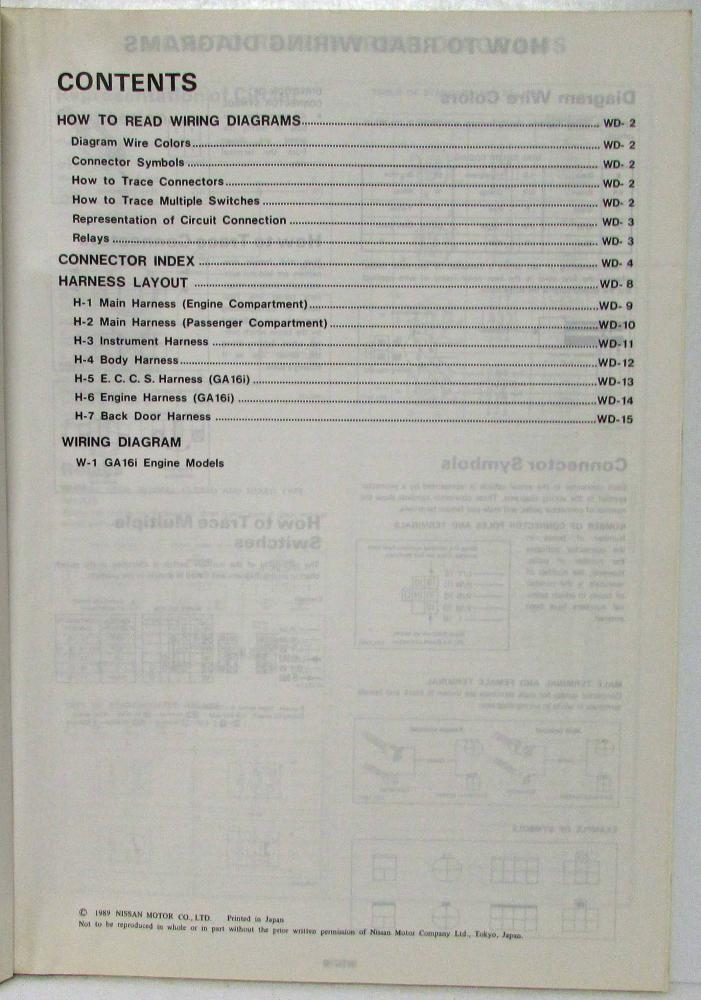 CONTENTS
HOW TO READ WIRING DIAGRAMS.......... WD- 2
Diagram Wire Colors.......... WD- 2
Connector Symbols .......... WD- 2
How to Trace Connectors.......... WD- 2
How to Trace Multiple Switches .......... WD- 2
Representation of Circuit Connection .......... WD- 3
Relays .......... WD- 3
CONNECTOR INDEX .......... WD- 4
HARNESS LAYOUT .......... WD- 8
H-1 Main Harness (Engine Compartment).......... WD- 9
H-2 Main Harness (Passenger Compartment)..........WD-10
H-3 Instrument Harness ..........WD-11
H-4 Body Harness..........WD-12
H-5 E. C. C. S. Harness (GA16i) ..........WD-13
H-6 Engine Harness (GA16i) ..........WD-14
H-7 Back Door Harness ..........WD-15
WIRING DIAGRAM
W-1 GA16i Engine Models
© 1989 NISSAN MOTOR CO., LTD. Printed in Japan
Not to be reproduced in whole or in part without the prior written permission of Nissan Motor Company Ltd., Tokyo, Japan.